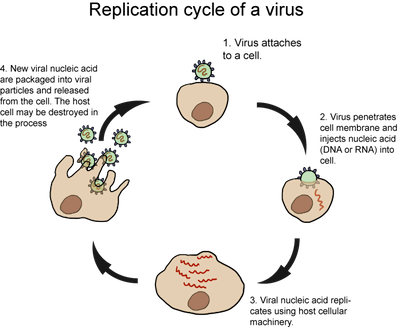 Replication cycle of a virus
1. Virus attaches
to a cell.
2. Virus penetrates
cell membrane and
injects nucleic acid
(DNA or RNA) into
cell.
3. Viral nucleic acid repli-
cates using host cellular
machinery.
4. New viral nucleic acid
are packaged into viral
particles and released
from the cell. The host
cell may be destroyed in
the process